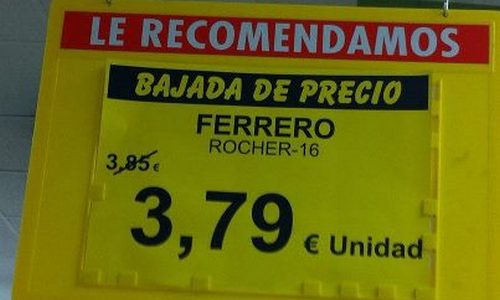 LE RECOMENDAMOS
BAJADA DE PRECIO
FERRERO
ROCHER-16
3,85 €
3,79 € Unidad